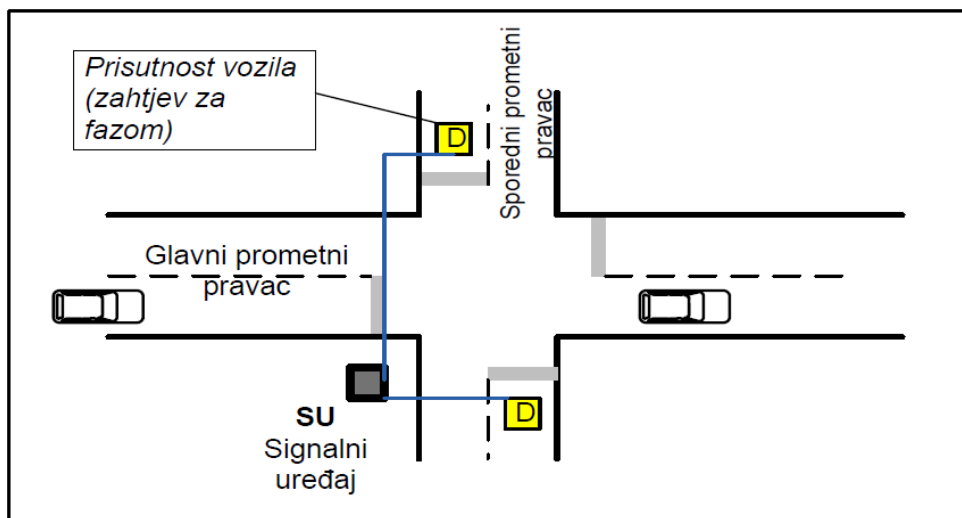 Prisutnost vozila
(zahtjev za
fazom)
D
Sporedni prometni
pravac
Glavni prometni
pravac
D
SU
Signalni
uređaj